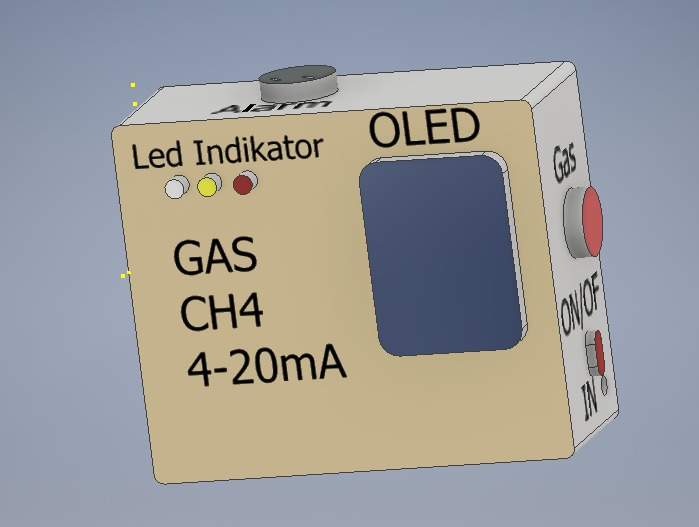 Alarm
Led Indikator
OLED
GAS
CH4
4-20mA
Gas
ON/OF
IN